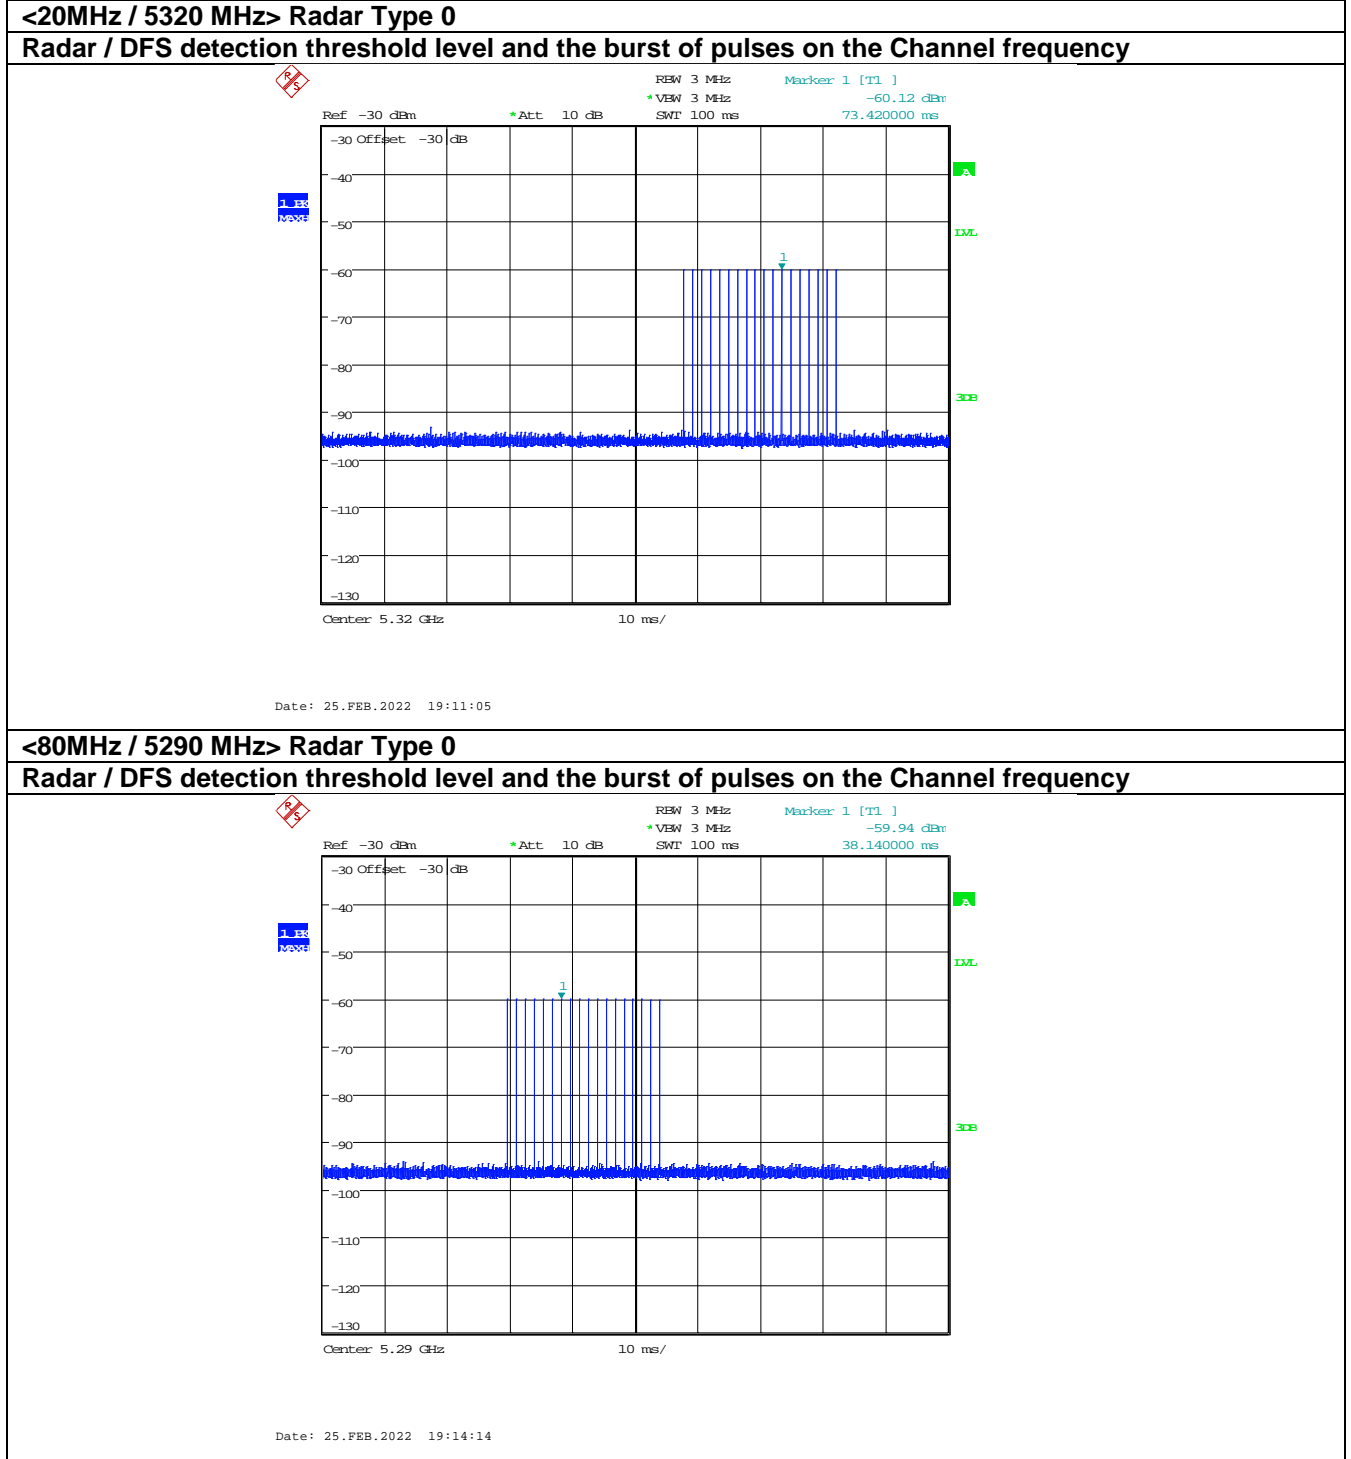 <20MHz / 5320 MHz> Radar Type 0
Radar / DFS detection threshold level and the burst of pulses on the Channel frequency
R S
RBW 3 MHz Marker 1 [T1 ]
*VBW 3 MHz -60.12 dBm
Ref -30 dBm *Att 10 dB SWT 100 ms 73.420000 ms
-30 Offset -30 dB
A
-40
1 PK
MAXH
-50
LVL
1
-60
-70
-80
3DB
-90
-100
-110
-120
-130
Center 5.32 GHz 10 ms/
Date: 25.FEB.2022 19:11:05
<80MHz / 5290 MHz> Radar Type 0
Radar / DFS detection threshold level and the burst of pulses on the Channel frequency
R S
RBW 3 MHz Marker 1 [T1 ]
*VBW 3 MHz -59.94 dBm
Ref -30 dBm *Att 10 dB SWT 100 ms 38.140000 ms
-30 Offset -30 dB
A
-40
1 PK
MAXH
-50
LVL
1
-60
-70
-80
3DB
-90
-100
-110
-120
-130
Center 5.29 GHz 10 ms/
Date: 25.FEB.2022 19:14:14